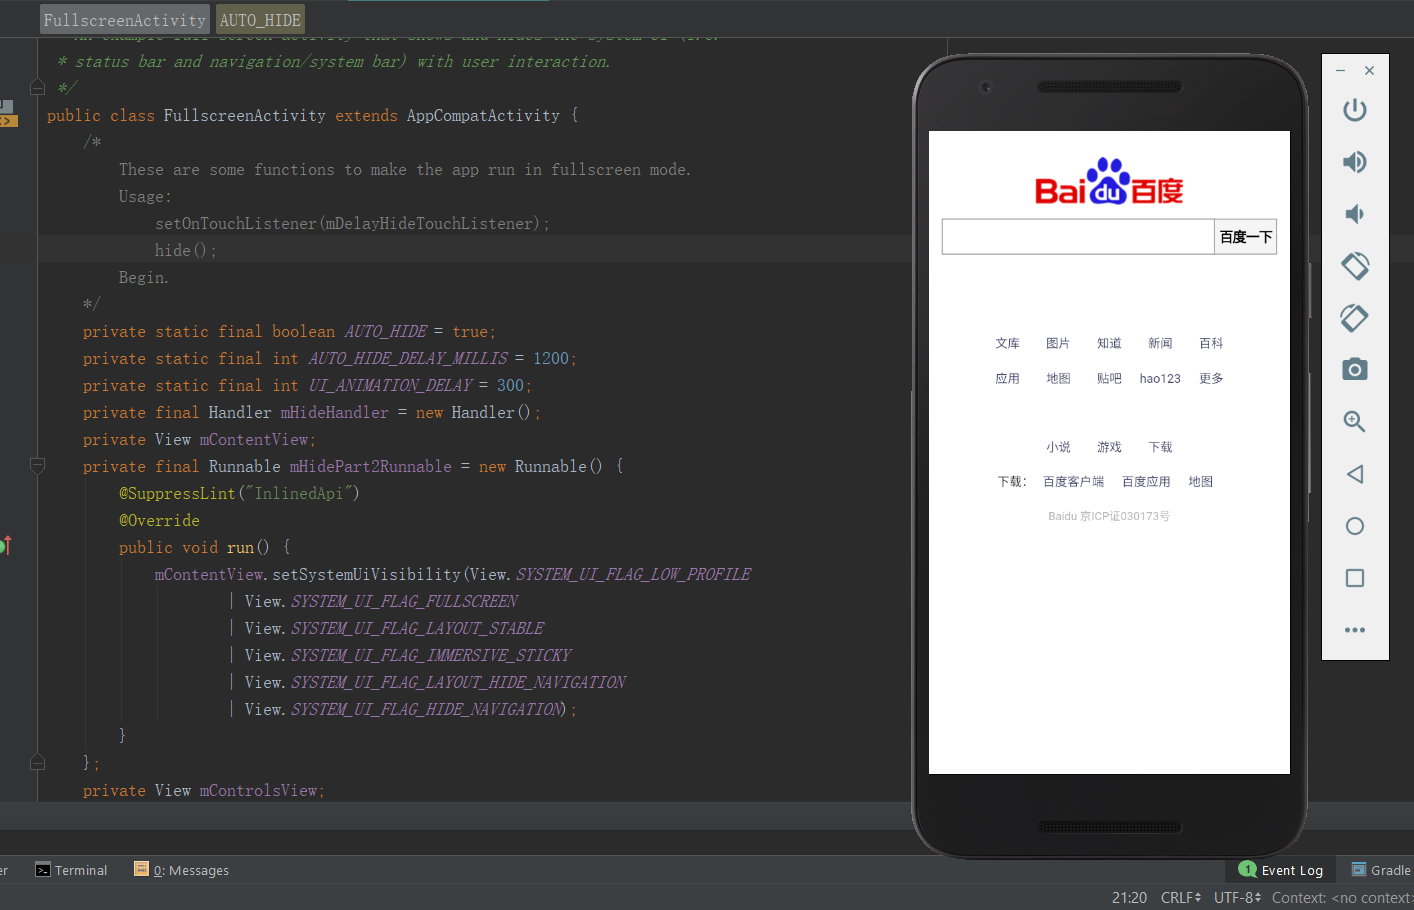 FullscreenActivity AUTO_HIDE
* status bar and navigation/system bar) with user interaction.
*/
public class FullscreenActivity extends AppCompatActivity {
/*
These are some functions to make the app run in fullscreen mode.
Usage:
setOnTouchListener(mDelayHideTouchListener);
hide();
Begin.
*/
private static final boolean AUTO_HIDE = true;
private static final int AUTO_HIDE_DELAY_MILLIS = 1200;
private static final int UI_ANIMATION_DELAY = 300;
private final Handler mHideHandler = new Handler();
private View mContentView;
private final Runnable mHidePart2Runnable = new Runnable() {
@SuppressLint("InlinedApi")
@Override
public void run() {
mContentView.setSystemUiVisibility(View.SYSTEM_UI_FLAG_LOW_PROFILE
| View.SYSTEM_UI_FLAG_FULLSCREEN
| View.SYSTEM_UI_FLAG_LAYOUT_STABLE
| View.SYSTEM_UI_FLAG_IMMERSIVE_STICKY
| View.SYSTEM_UI_FLAG_LAYOUT_HIDE_NAVIGATION
| View.SYSTEM_UI_FLAG_HIDE_NAVIGATION);
}
};
private View mControlsView;
Bai du 百度
百度一下
文库 图片 知道 新闻 百科
应用 地图 贴吧 hao123 更多
小说 游戏 下载
下载： 百度客户端 百度应用 地图
Baidu 京ICP证030173号
Terminal 0: Messages 1 Event Log Gradle
21:20 CRLF UTF-8 Context: <no context>